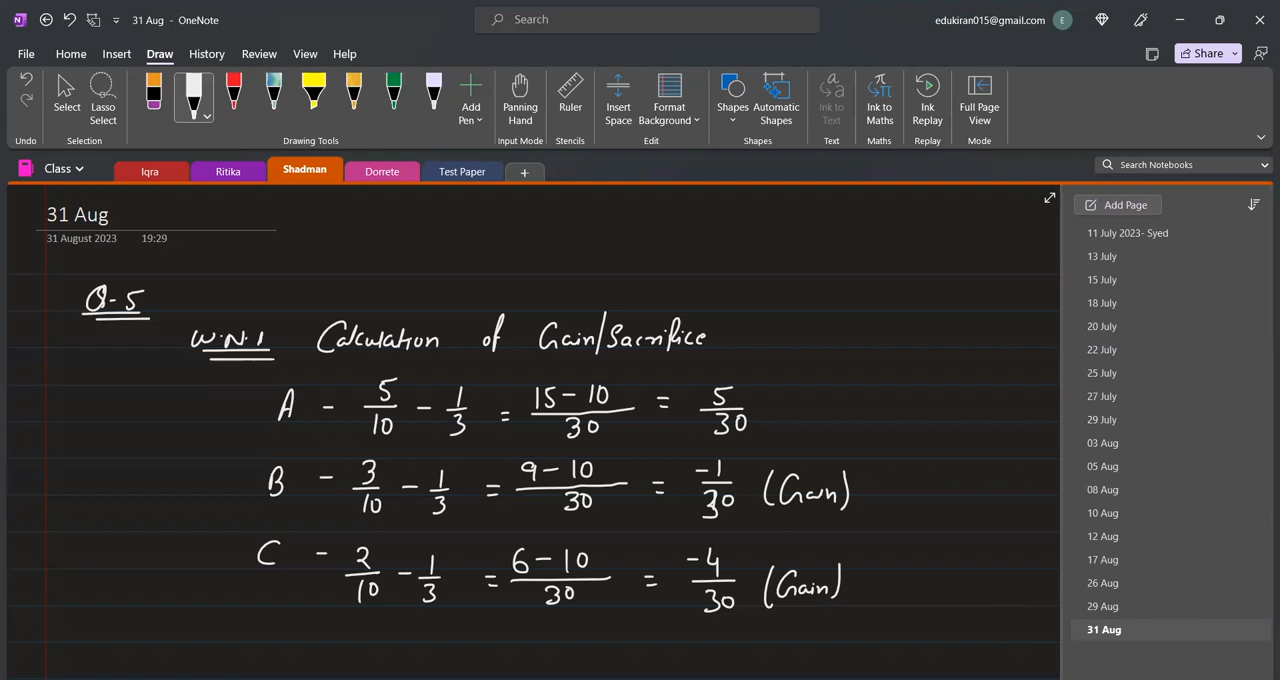 31 Aug - OneNote
Search
edukiran015@gmail.com E
File Home Insert Draw History Review View Help
Share
Select Lasso Select Add Pen Panning Hand Ruler Insert Space Format Background Shapes Automatic Shapes Ink to Text Ink to Maths Ink Replay Full Page View
Undo Selection Drawing Tools Input Mode Stencils Edit Shapes Text Maths Replay Mode
Class Iqra Ritika Shadman Dorrete Test Paper + Search Notebooks
31 Aug
31 August 2023 19:29
Q-5
W.N.1 Calculation of Gain/Sacrifice
A - 5/10 - 1/3 = 15-10/30 = 5/30
B - 3/10 - 1/3 = 9-10/30 = -1/30 (Gain)
C - 2/10 - 1/3 = 6-10/30 = -4/30 (Gain)
Add Page
11 July 2023- Syed
13 July
15 July
18 July
20 July
22 July
25 July
27 July
29 July
03 Aug
05 Aug
08 Aug
10 Aug
12 Aug
17 Aug
26 Aug
29 Aug
31 Aug